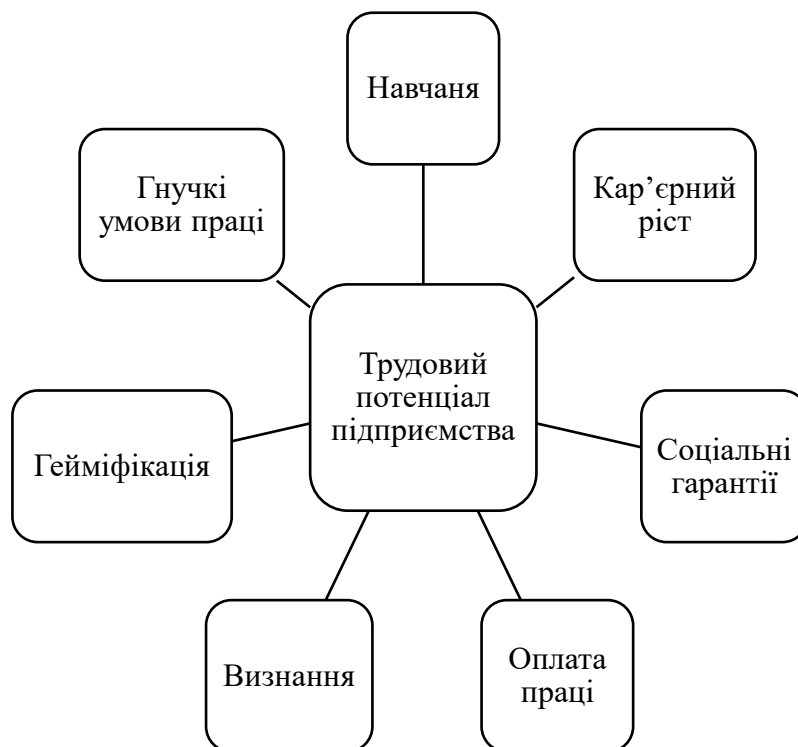 Навчаня
Гнучкі
умови праці
Кар’єрний
ріст
Трудовий
потенціал
підприємства
Гейміфікація
Соціальні
гарантії
Визнання
Оплата
праці